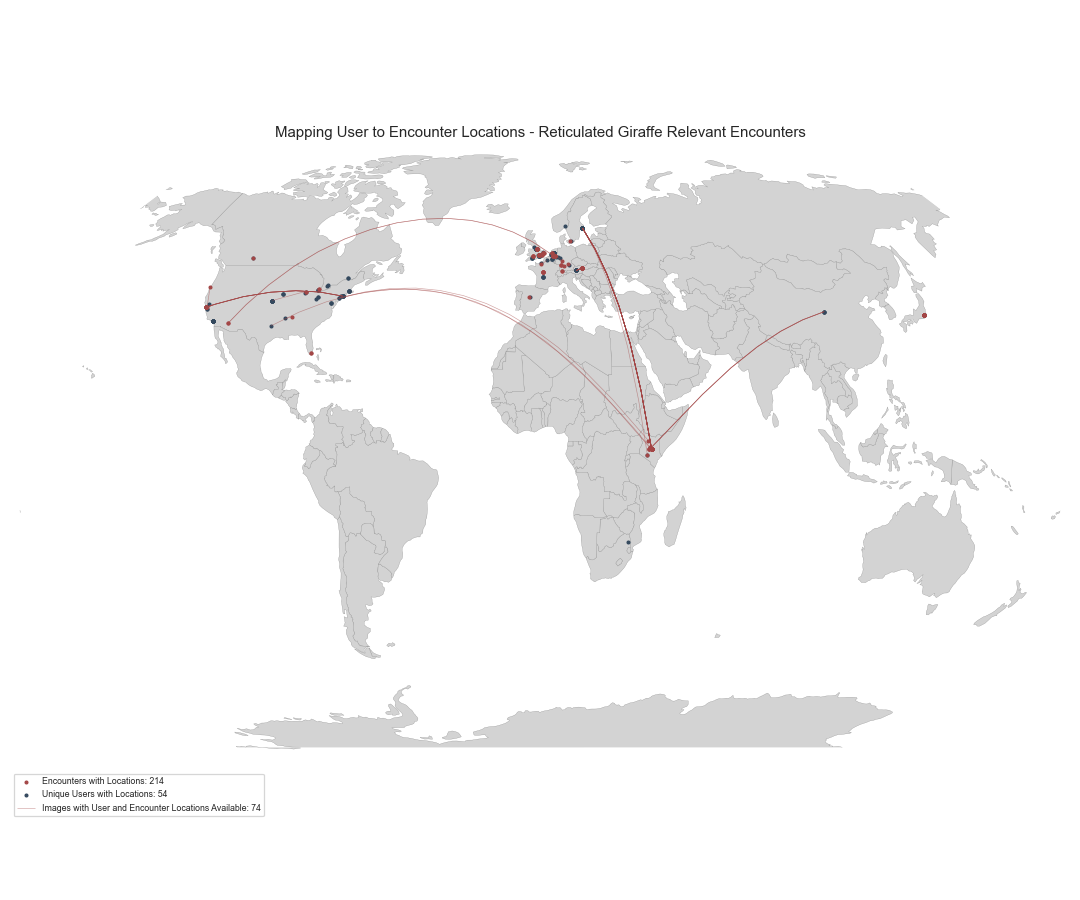 Mapping User to Encounter Locations - Reticulated Giraffe Relevant Encounters
Encounters with Locations: 214
Unique Users with Locations: 54
Images with User and Encounter Locations Available: 74